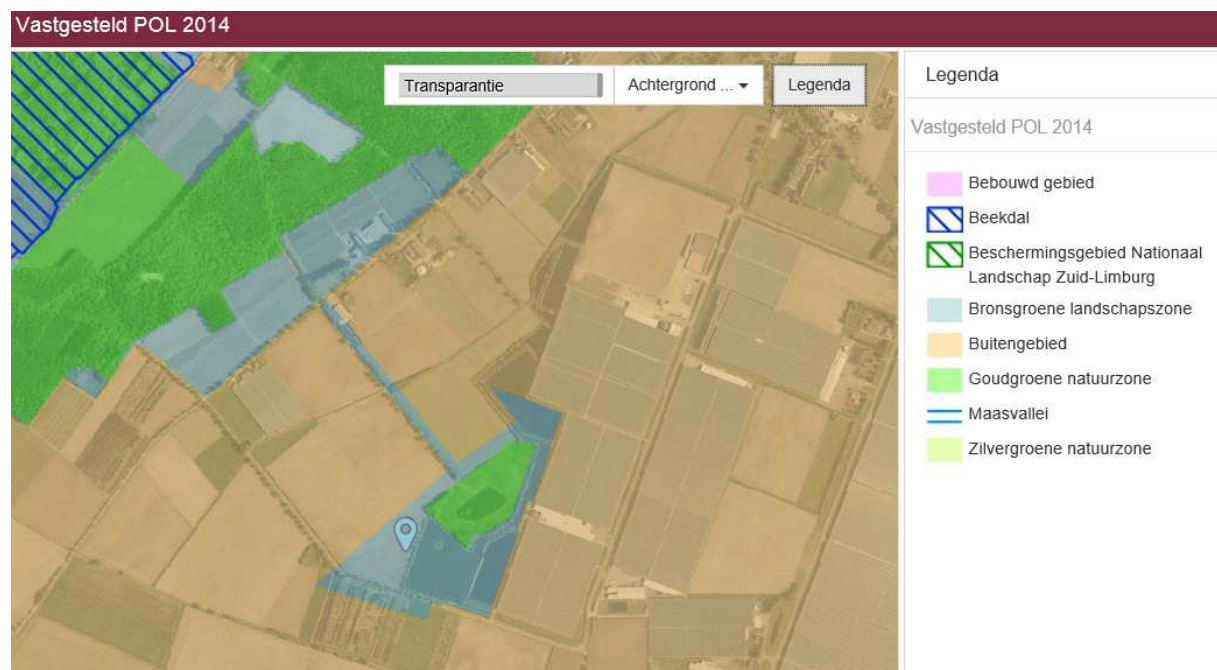 Vastgesteld POL 2014
Transparantie
Achtergrond ...
Legenda
Legenda
Vastgesteld POL 2014
Bebouwd gebied
Beekdal
Beschermingsgebied Nationaal
Landschap Zuid-Limburg
Bronsgroene landschapszone
Buitengebied
Goudgroene natuurzone
Maasvallei
Zilvergroene natuurzone